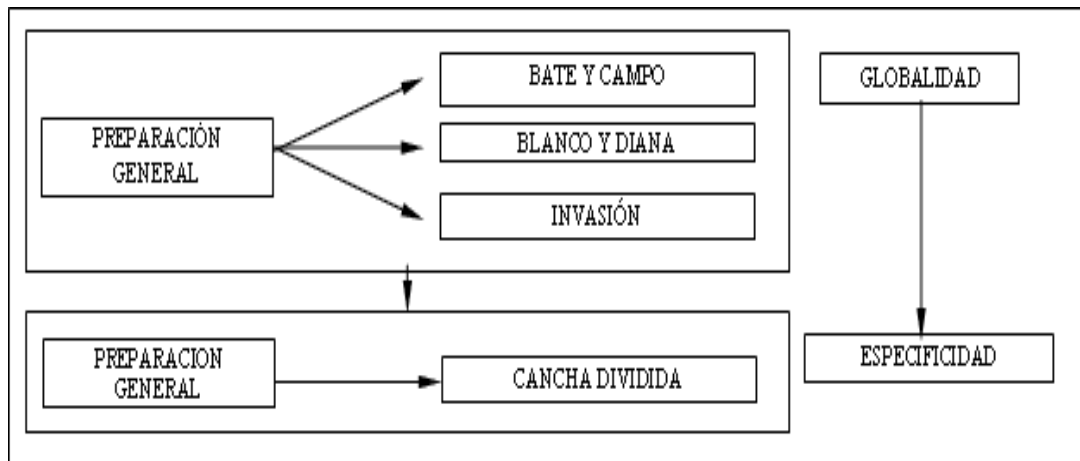 BATE Y CAMPO
GLOBALIDAD
PREPARACIÓN
GENERAL
BLANCO Y DIANA
INVASIÓN
PREPARACION
GENERAL
CANCHA DIVIDIDA
ESPECIFICIDAD